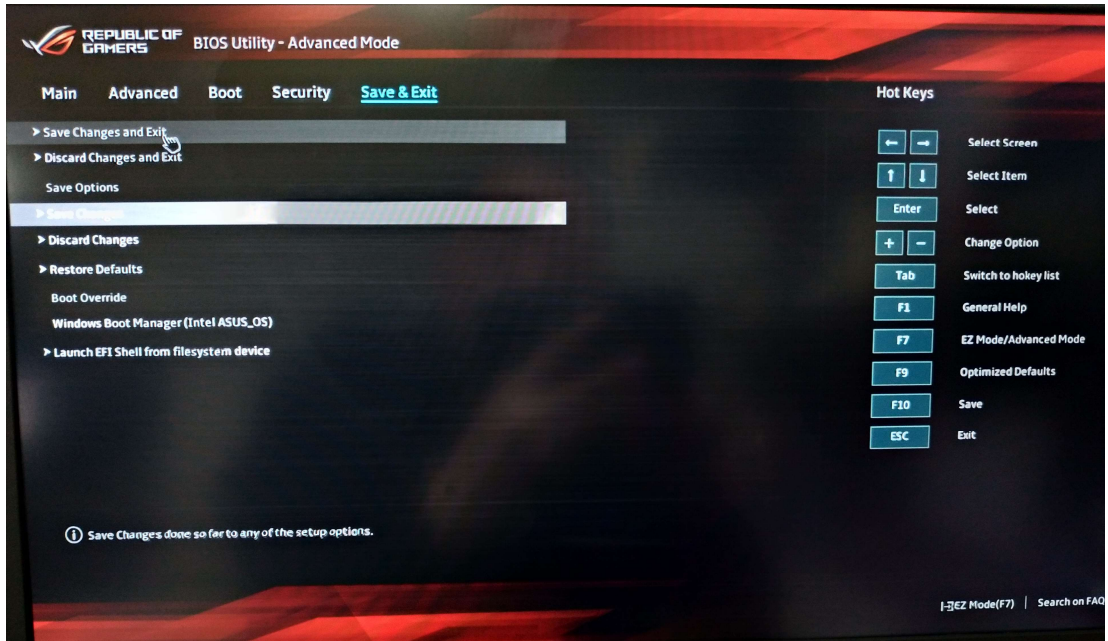 REPUBLIC OF
GAMERS
BIOS Utility - Advanced Mode
Main Advanced Boot Security Save & Exit
> Save Changes and Exit
> Discard Changes and Exit
Save Options
> Save Changes
> Discard Changes
> Restore Defaults
Boot Override
Windows Boot Manager (Intel ASUS_OS)
> Launch EFI Shell from filesystem device
Save Changes done so far to any of the setup options.
Hot Keys
← → Select Screen
↑ ↓ Select Item
Enter Select
+ − Change Option
Tab Switch to hokey list
F1 General Help
F7 EZ Mode/Advanced Mode
F9 Optimized Defaults
F10 Save
ESC Exit
EZ Mode(F7) | Search on FAQ